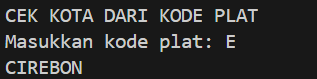 CEK KOTA DARI KODE PLAT
Masukkan kode plat: E
CIREBON